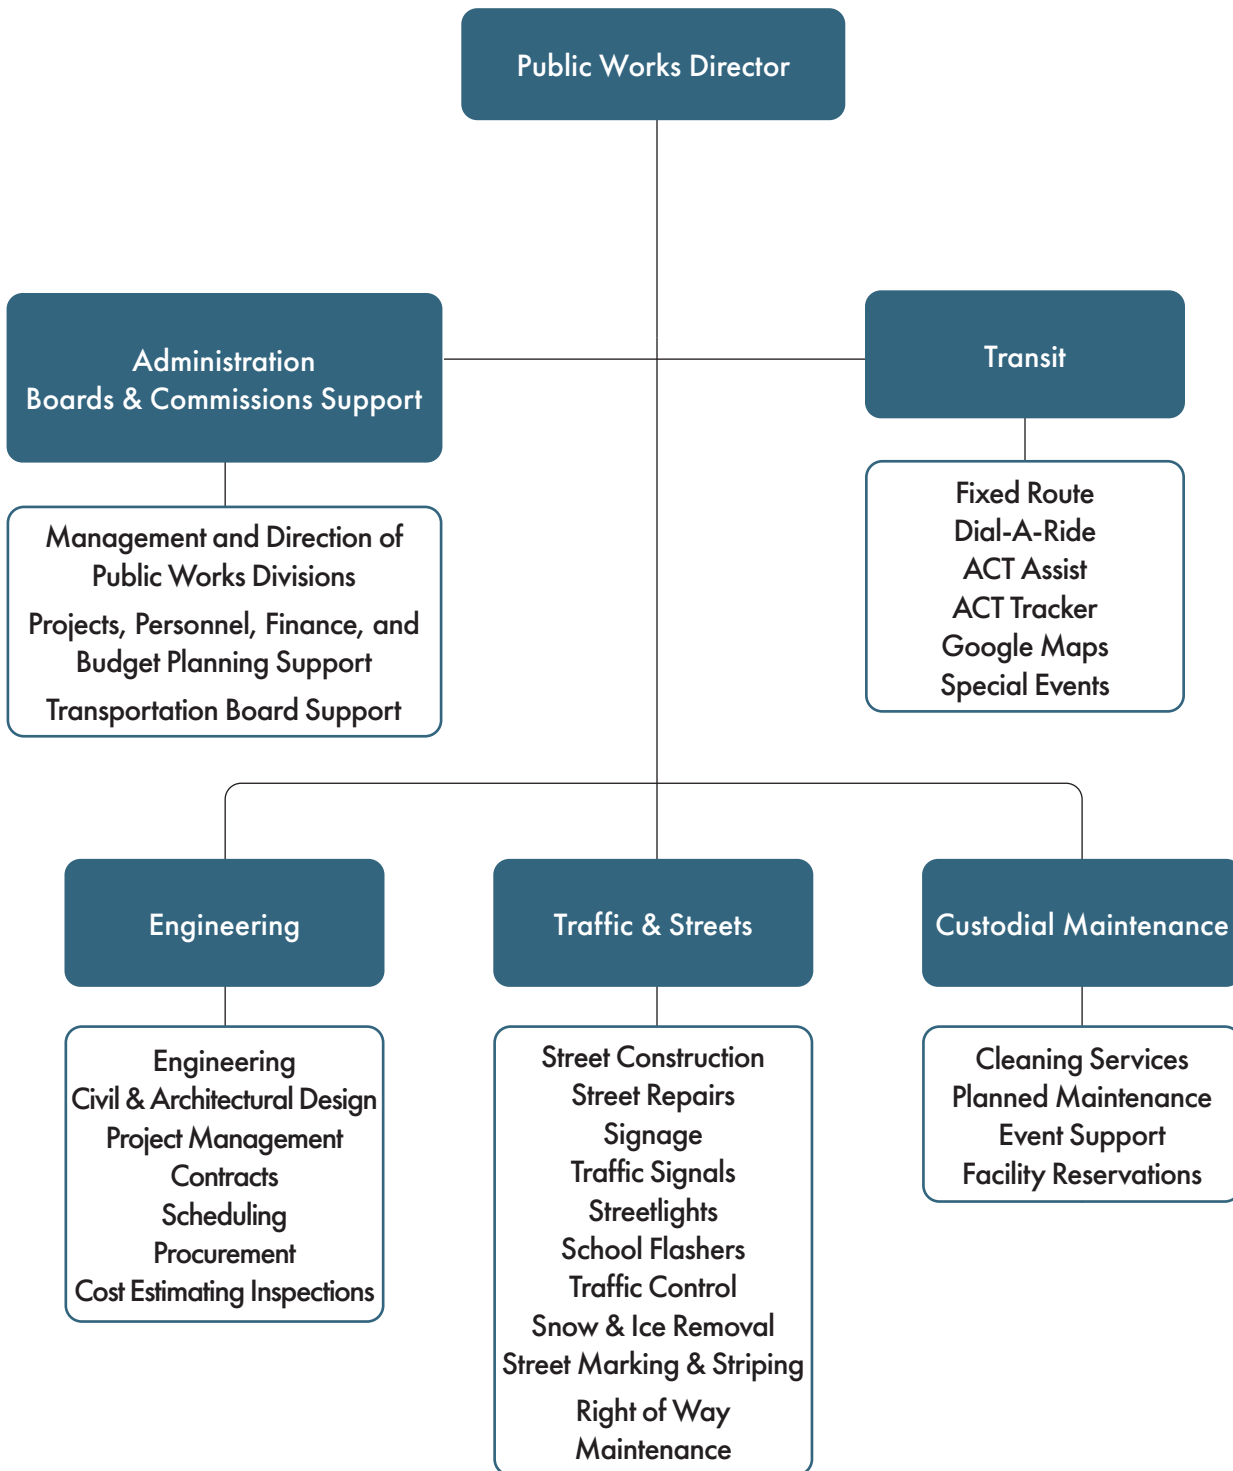 Public Works Director
Administration
Boards & Commissions Support
Transit
Management and Direction of
Public Works Divisions
Projects, Personnel, Finance, and
Budget Planning Support
Transportation Board Support
Fixed Route
Dial-A-Ride
ACT Assist
ACT Tracker
Google Maps
Special Events
Engineering
Traffic & Streets
Custodial Maintenance
Engineering
Civil & Architectural Design
Project Management
Contracts
Scheduling
Procurement
Cost Estimating Inspections
Street Construction
Street Repairs
Signage
Traffic Signals
Streetlights
School Flashers
Traffic Control
Snow & Ice Removal
Street Marking & Striping
Right of Way
Maintenance
Cleaning Services
Planned Maintenance
Event Support
Facility Reservations